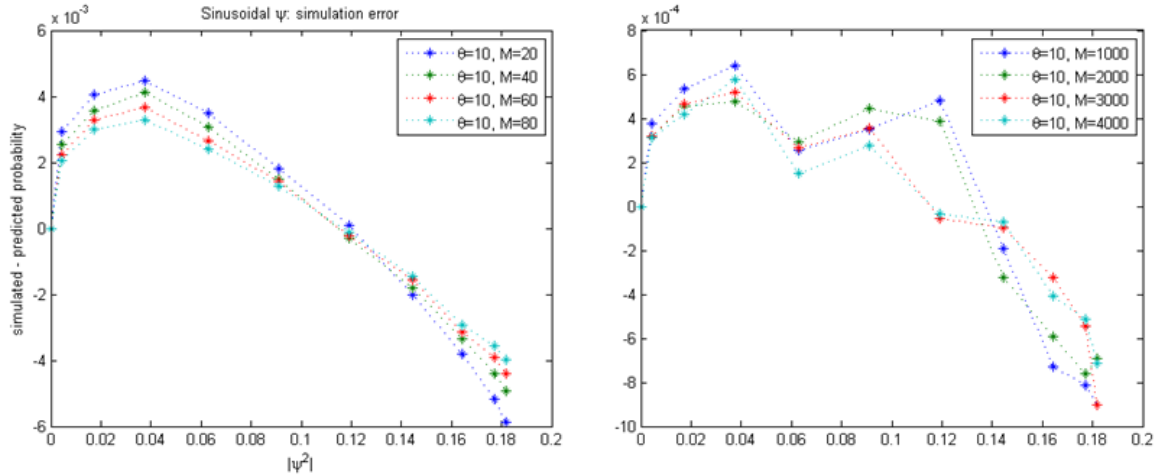 x 10⁻³
Sinusoidal ψ: simulation error
6
4
2
0
-2
-4
-6
simulated - predicted probability
θ=10, M=20
θ=10, M=40
θ=10, M=60
θ=10, M=80
0 0.02 0.04 0.06 0.08 0.1 0.12 0.14 0.16 0.18 0.2
|ψ²|
x 10⁻⁴
8
6
4
2
0
-2
-4
-6
-8
-10
θ=10, M=1000
θ=10, M=2000
θ=10, M=3000
θ=10, M=4000
0 0.02 0.04 0.06 0.08 0.1 0.12 0.14 0.16 0.18 0.2